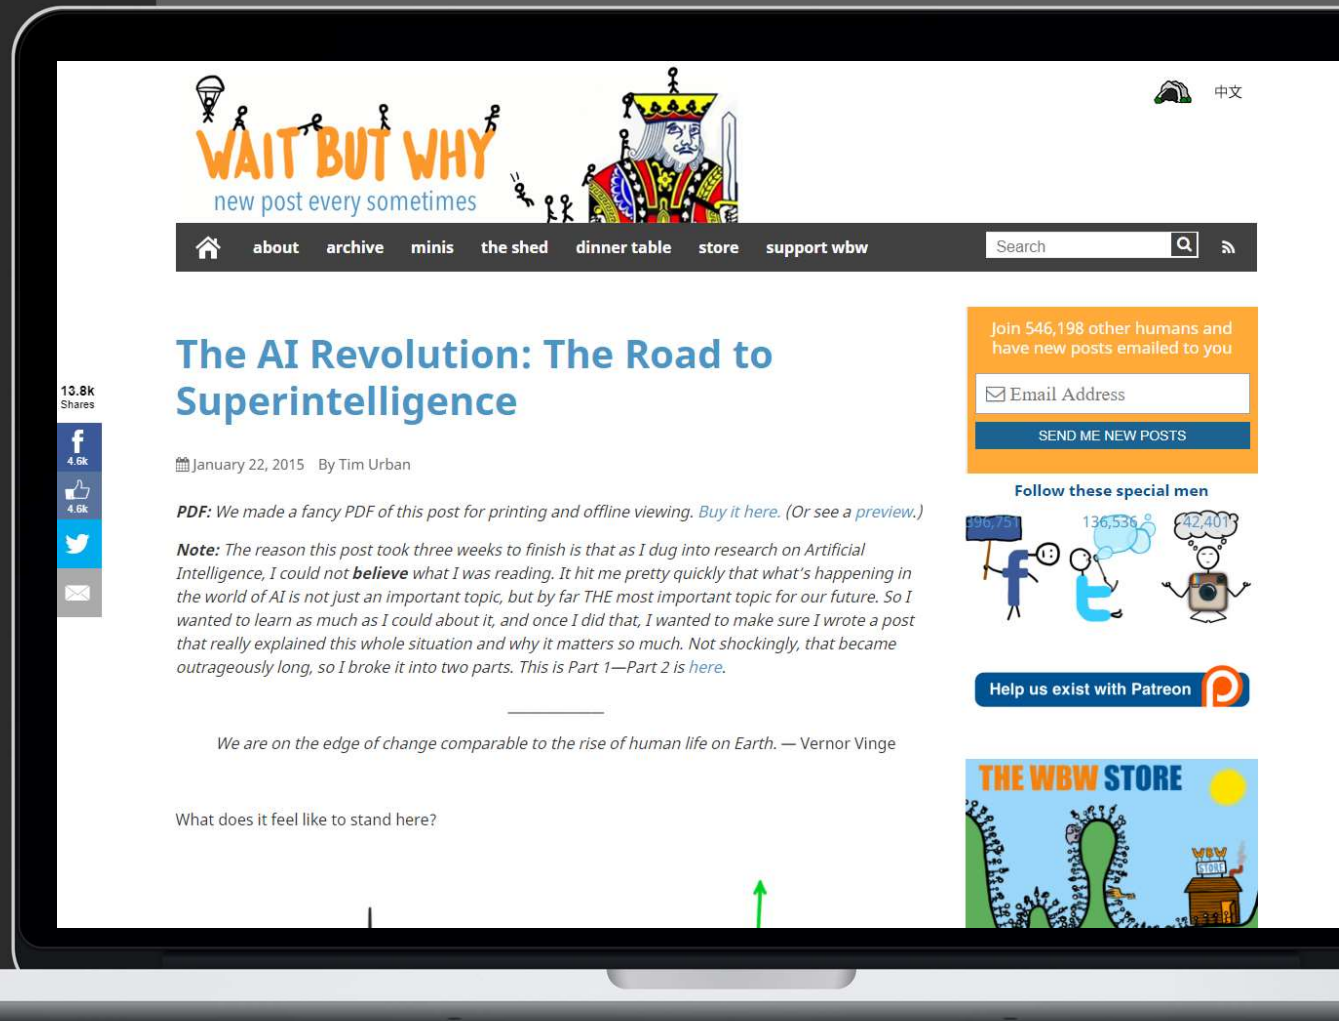 WAIT BUT WHY
new post every sometimes
中文
about archive minis the shed dinner table store support wbw
Search
The AI Revolution: The Road to
Superintelligence
January 22, 2015 By Tim Urban
PDF: We made a fancy PDF of this post for printing and offline viewing. Buy it here. (Or see a preview.)
Note: The reason this post took three weeks to finish is that as I dug into research on Artificial
Intelligence, I could not believe what I was reading. It hit me pretty quickly that what's happening in
the world of AI is not just an important topic, but by far THE most important topic for our future. So I
wanted to learn as much as I could about it, and once I did that, I wanted to make sure I wrote a post
that really explained this whole situation and why it matters so much. Not shockingly, that became
outrageously long, so I broke it into two parts. This is Part 1—Part 2 is here.
We are on the edge of change comparable to the rise of human life on Earth. — Vernor Vinge
What does it feel like to stand here?
13.8k
Shares
4.6k
4.6k
Join 546,198 other humans and
have new posts emailed to you
Email Address
SEND ME NEW POSTS
Follow these special men
396,751 136,536 42,401
Help us exist with Patreon
THE WBW STORE
WBW
STORE